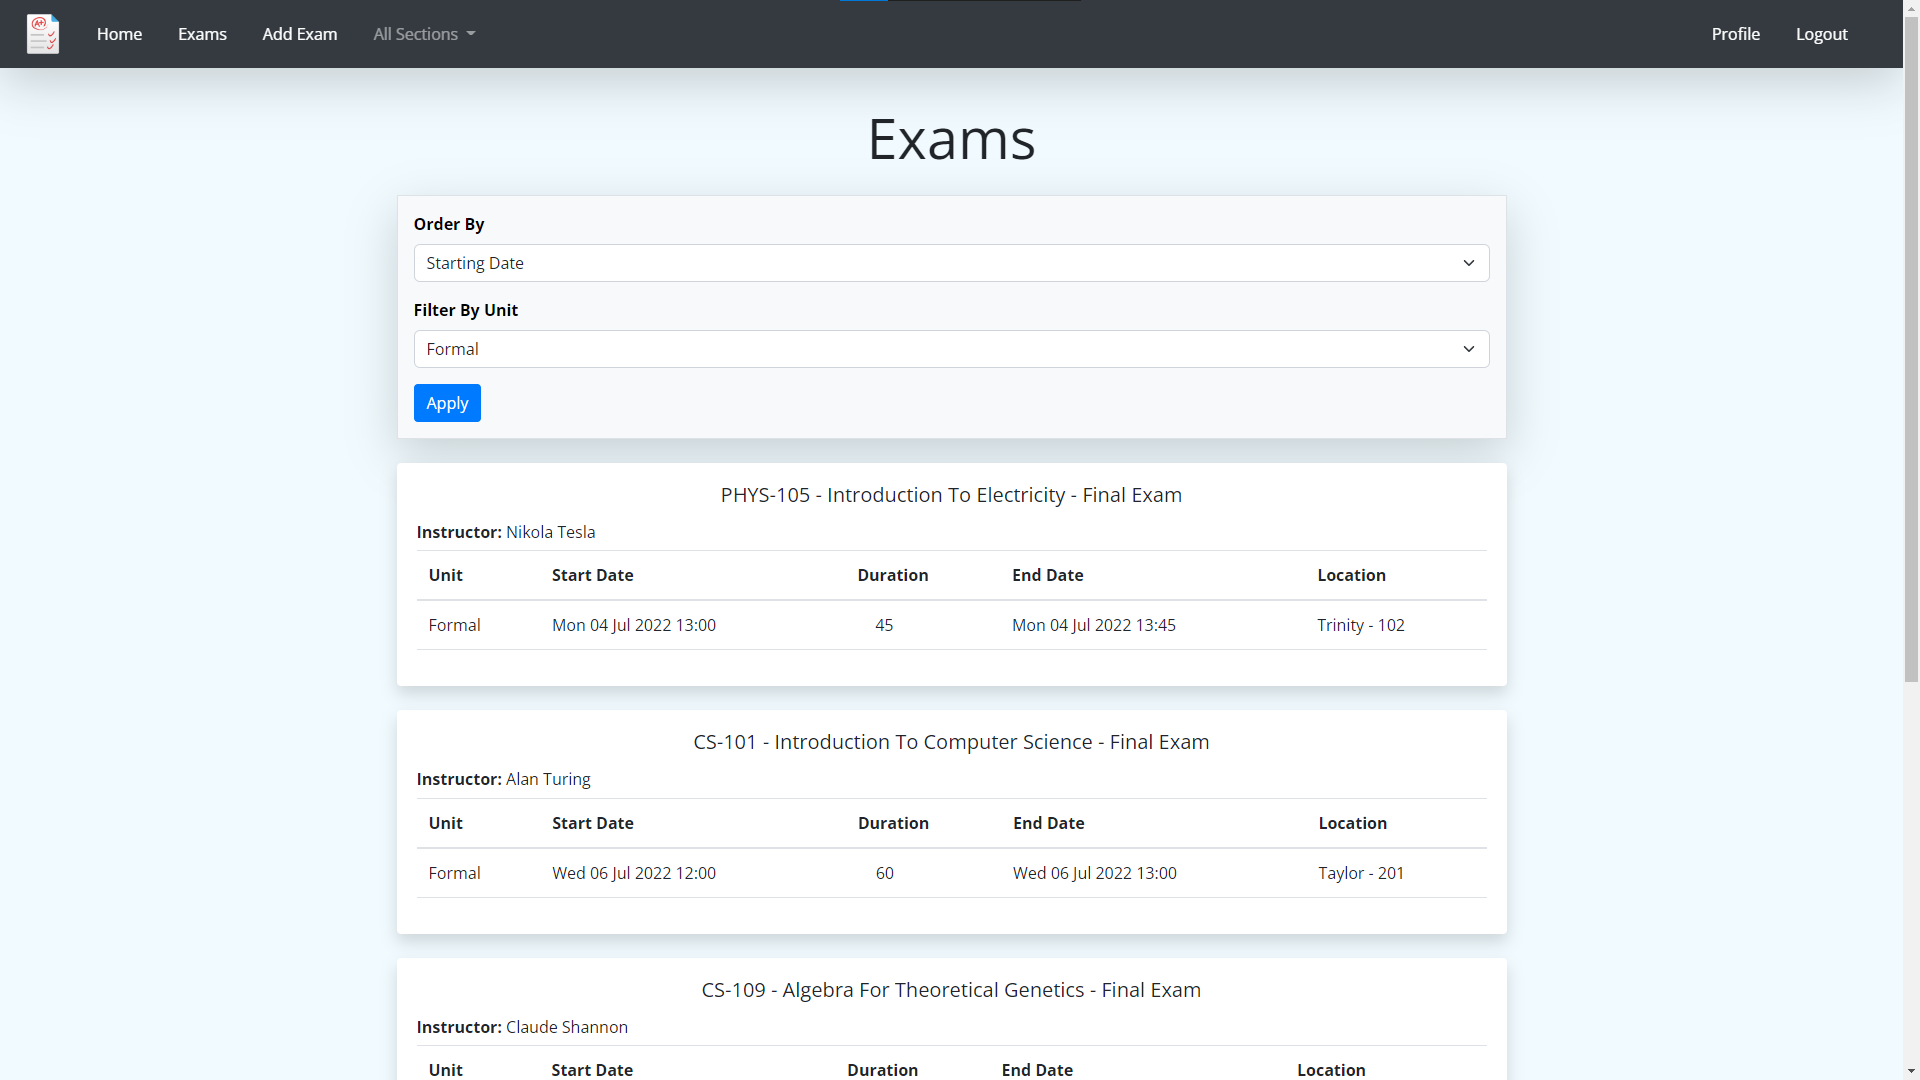 A+
Home Exams Add Exam All Sections Profile Logout
Exams
Order By
Starting Date
Filter By Unit
Formal
Apply
PHYS-105 - Introduction To Electricity - Final Exam
Instructor: Nikola Tesla
Unit Start Date Duration End Date Location
Formal Mon 04 Jul 2022 13:00 45 Mon 04 Jul 2022 13:45 Trinity - 102
CS-101 - Introduction To Computer Science - Final Exam
Instructor: Alan Turing
Unit Start Date Duration End Date Location
Formal Wed 06 Jul 2022 12:00 60 Wed 06 Jul 2022 13:00 Taylor - 201
CS-109 - Algebra For Theoretical Genetics - Final Exam
Instructor: Claude Shannon
Unit Start Date Duration End Date Location